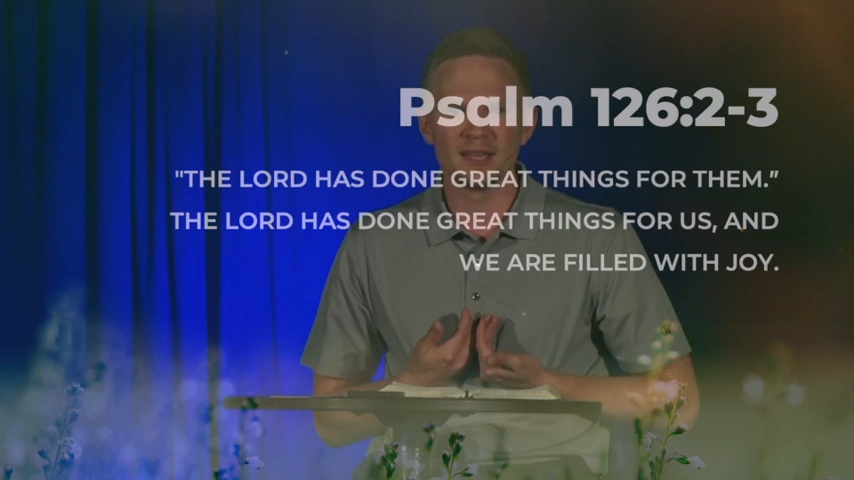 Psalm 126:2-3
"THE LORD HAS DONE GREAT THINGS FOR THEM.”
THE LORD HAS DONE GREAT THINGS FOR US, AND
WE ARE FILLED WITH JOY.